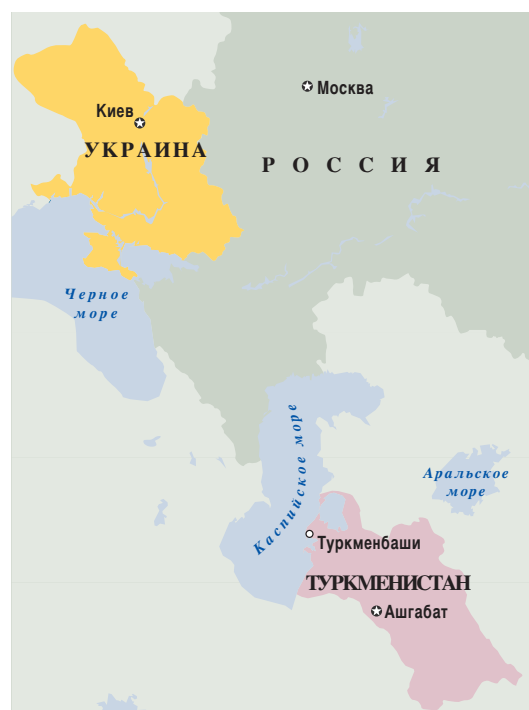 Москва
Киев
УКРАИНА
РОССИЯ
Черное
море
Каспийское море
Аральское
море
Туркменбаши
ТУРКМЕНИСТАН
Ашгабат